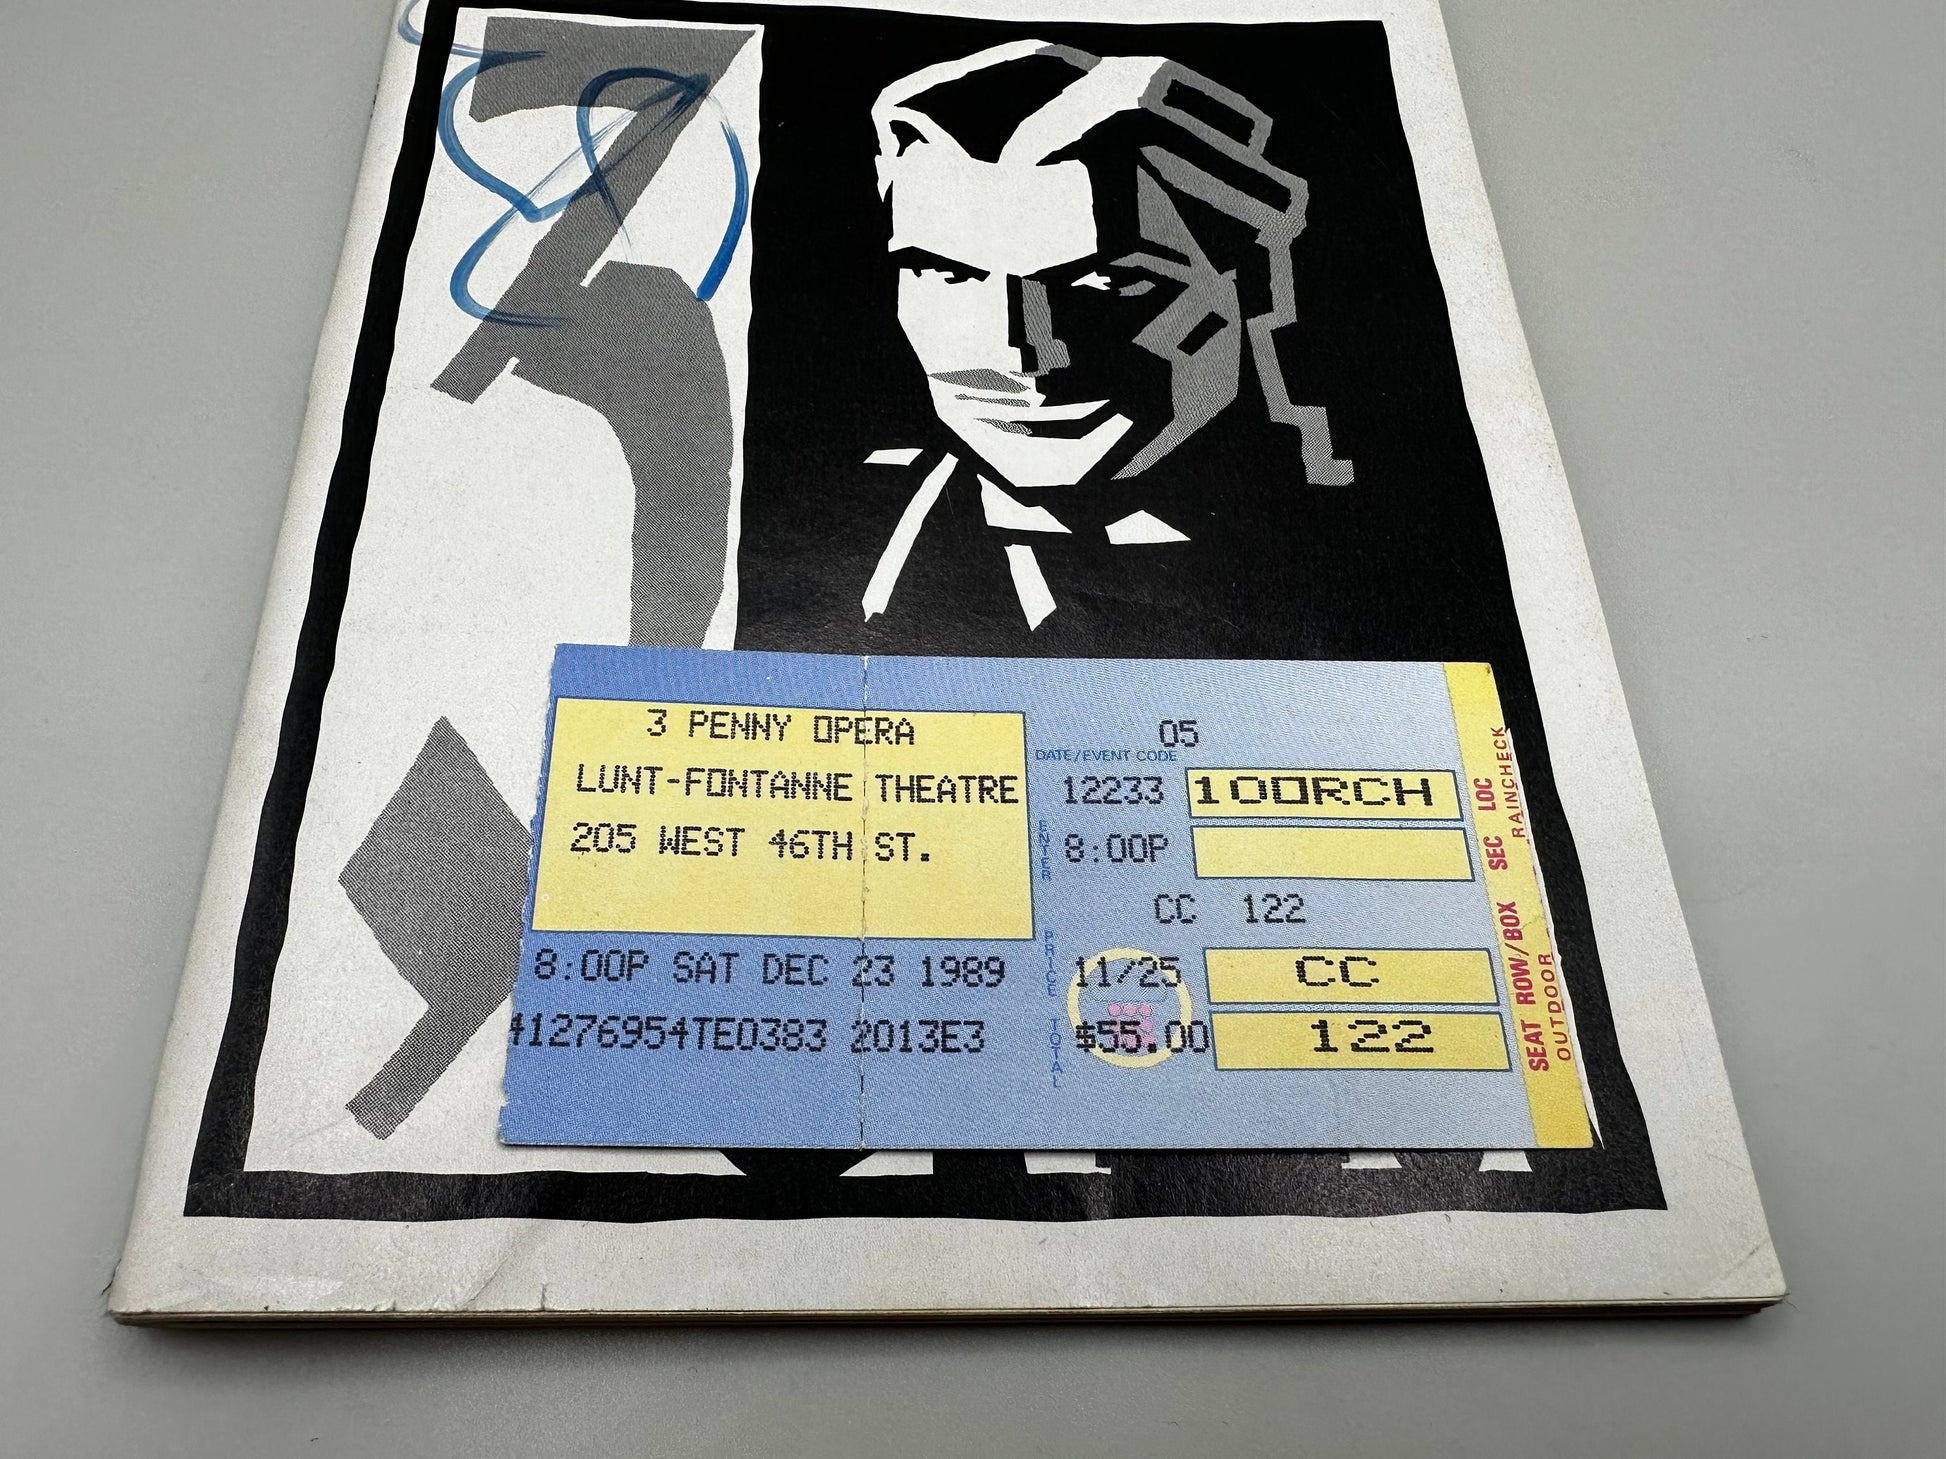 3
3 PENNY OPERA
LUNT-FONTANNE THEATRE
205 WEST 46TH ST.
8:00P SAT DEC 23 1989
41276954TE0383 2013E3
05
DATE/EVENT CODE
12233
100RCH
ENTER
8:00P
CC 122
PRICE
11/25
CC
TOTAL
$55.00
122
SEAT ROW/BOX SEC LOC
OUTDOOR RAINCHECK